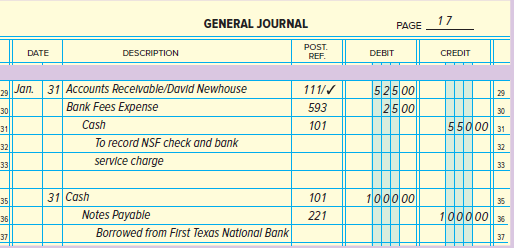 GENERAL JOURNAL PAGE 17
DATE DESCRIPTION POST. REF. DEBIT CREDIT
29 Jan. 31 Accounts Receivable/David Newhouse 111/✓ 525 00 29
30 Bank Fees Expense 593 25 00 30
31 Cash 101 550 00 31
32 To record NSF check and bank 32
33 service charge 33
35 31 Cash 101 1000 00 35
36 Notes Payable 221 1000 00 36
37 Borrowed from First Texas National Bank 37